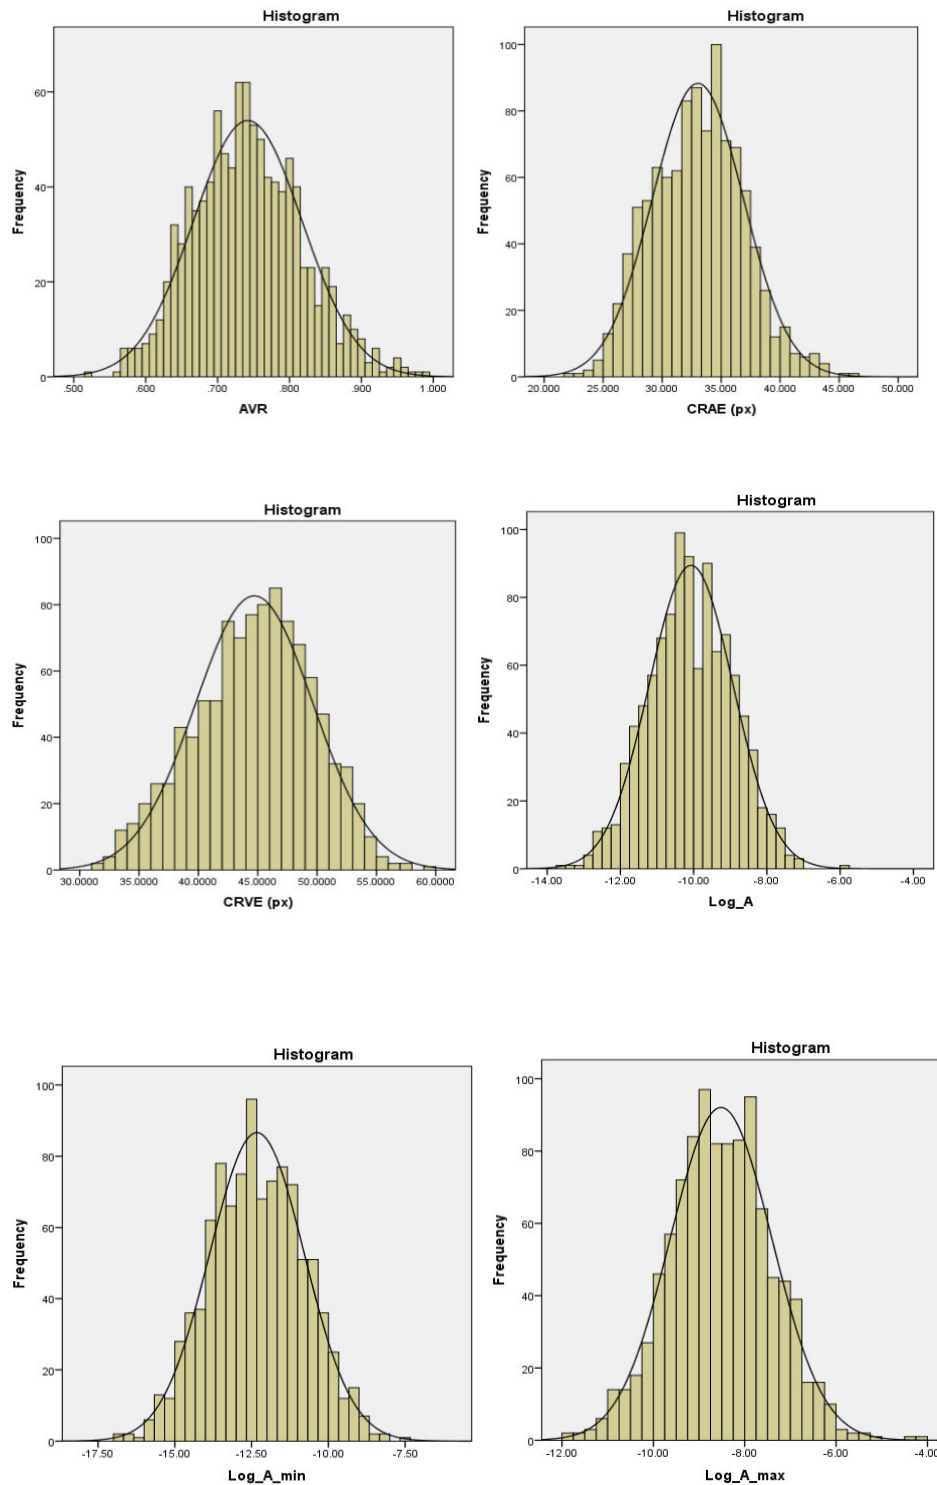 Histogram
Frequency
60
40
20
0
.500 .600 .700 .800 .900 1.000
AVR
Histogram
Frequency
100
80
60
40
20
0
20.000 25.000 30.000 35.000 40.000 45.000 50.000
CRAE (px)
Histogram
Frequency
100
80
60
40
20
0
30.0000 35.0000 40.0000 45.0000 50.0000 55.0000 60.0000
CRVE (px)
Histogram
Frequency
100
80
60
40
20
0
-14.00 -12.00 -10.00 -8.00 -6.00 -4.00
Log_A
Histogram
Frequency
100
80
60
40
20
0
-17.50 -15.00 -12.50 -10.00 -7.50
Log_A_min
Histogram
Frequency
100
80
60
40
20
0
-12.00 -10.00 -8.00 -6.00 -4.00
Log_A_max